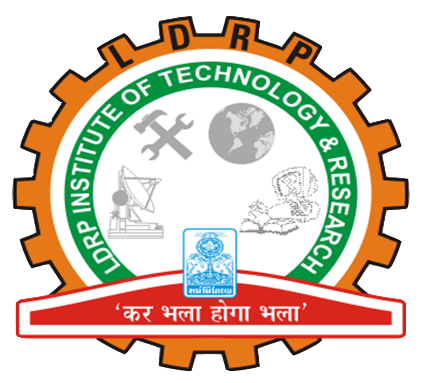 LDRP
LDRP INSTITUTE OF TECHNOLOGY & RESEARCH
'कर भला होगा भला'